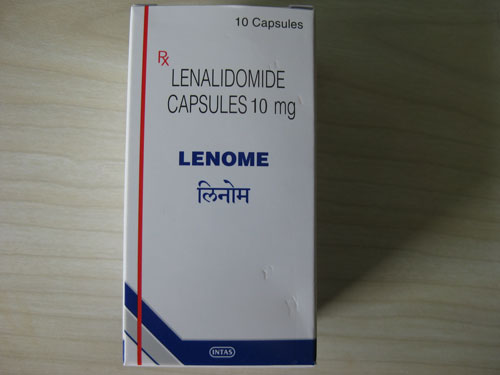 10 Capsules
Rx
LENALIDOMIDE
CAPSULES 10 mg
LENOME
लिनोम
INTAS